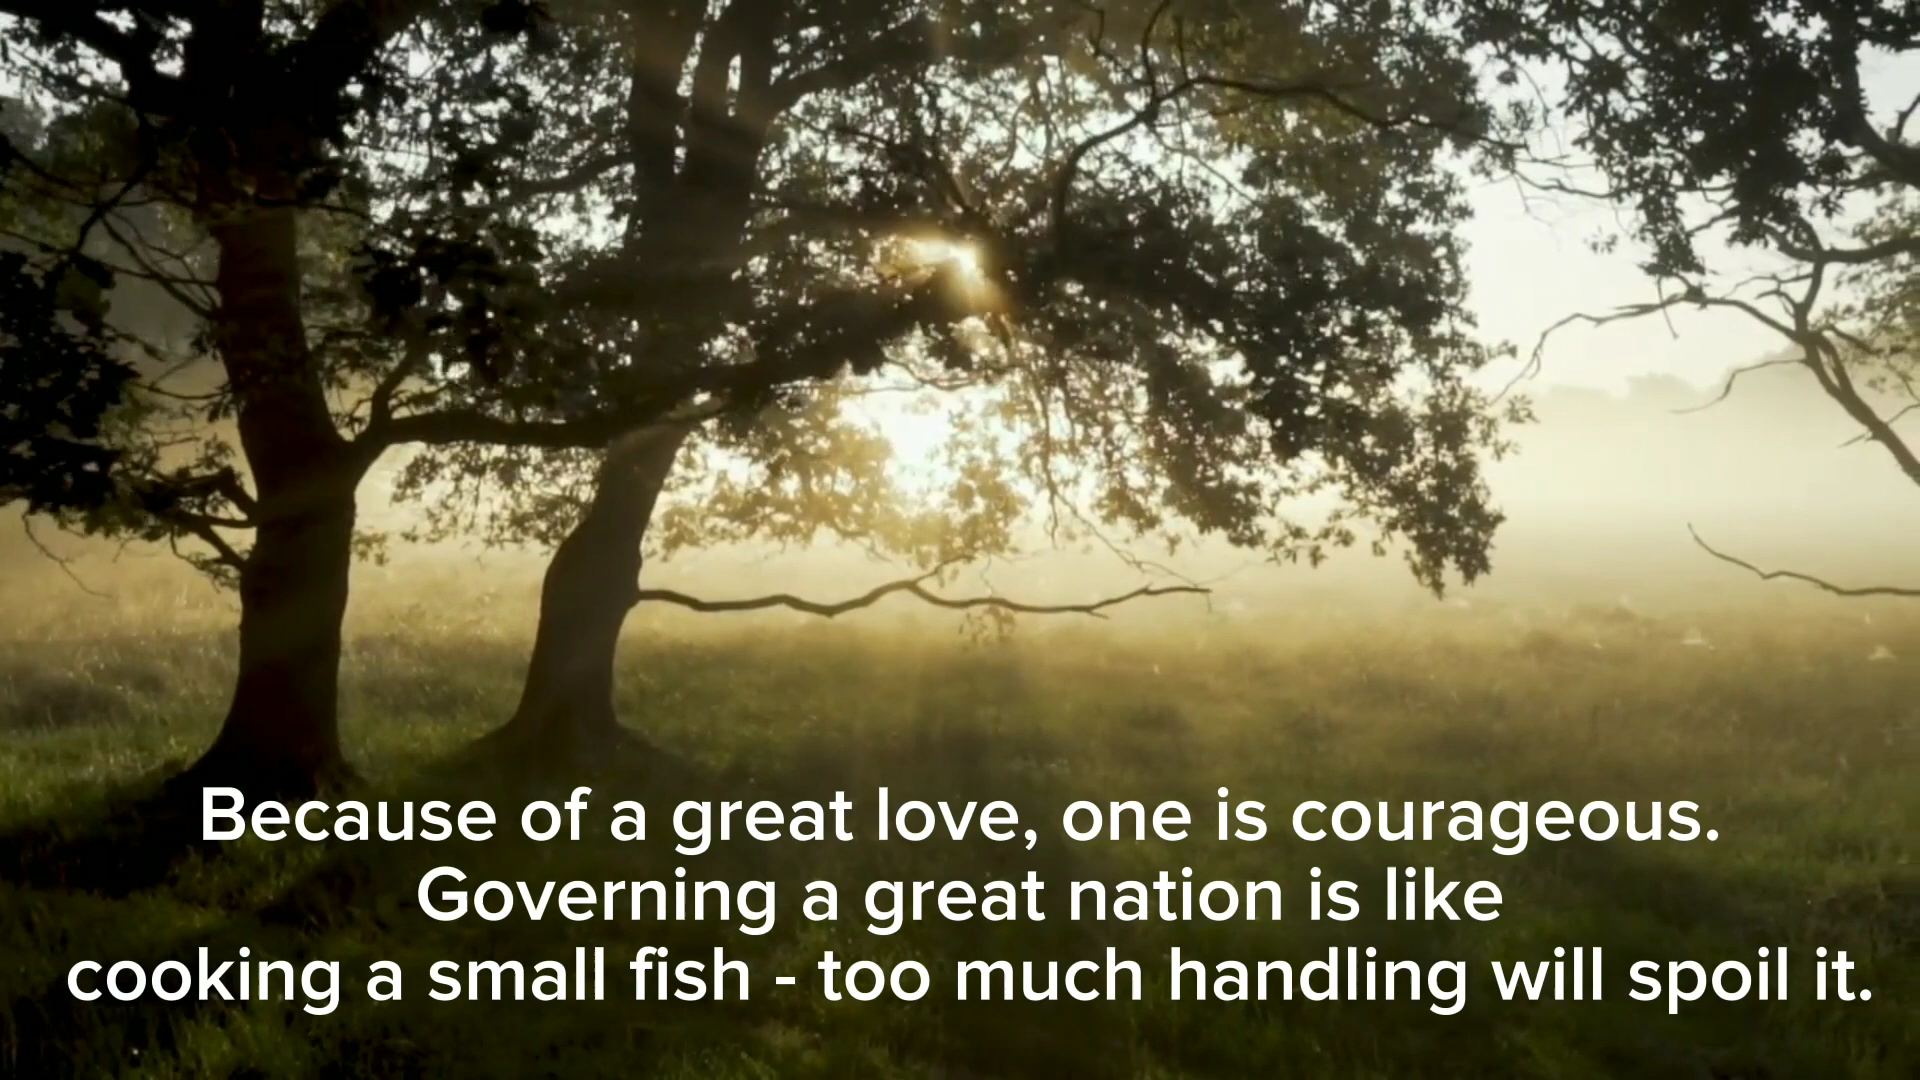 Because of a great love, one is courageous.
Governing a great nation is like
cooking a small fish - too much handling will spoil it.